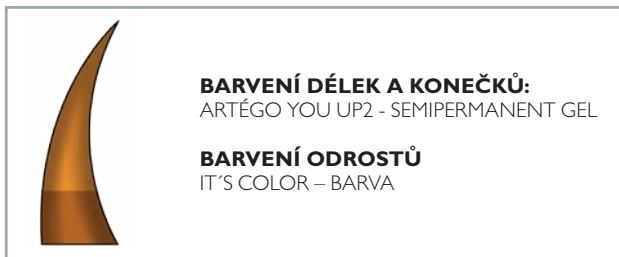 BARVENÍ DÉLEK A KONEČKŮ:
ARTÉGO YOU UP2 - SEMIPERMANENT GEL
BARVENÍ ODROSTŮ
IT´S COLOR – BARVA